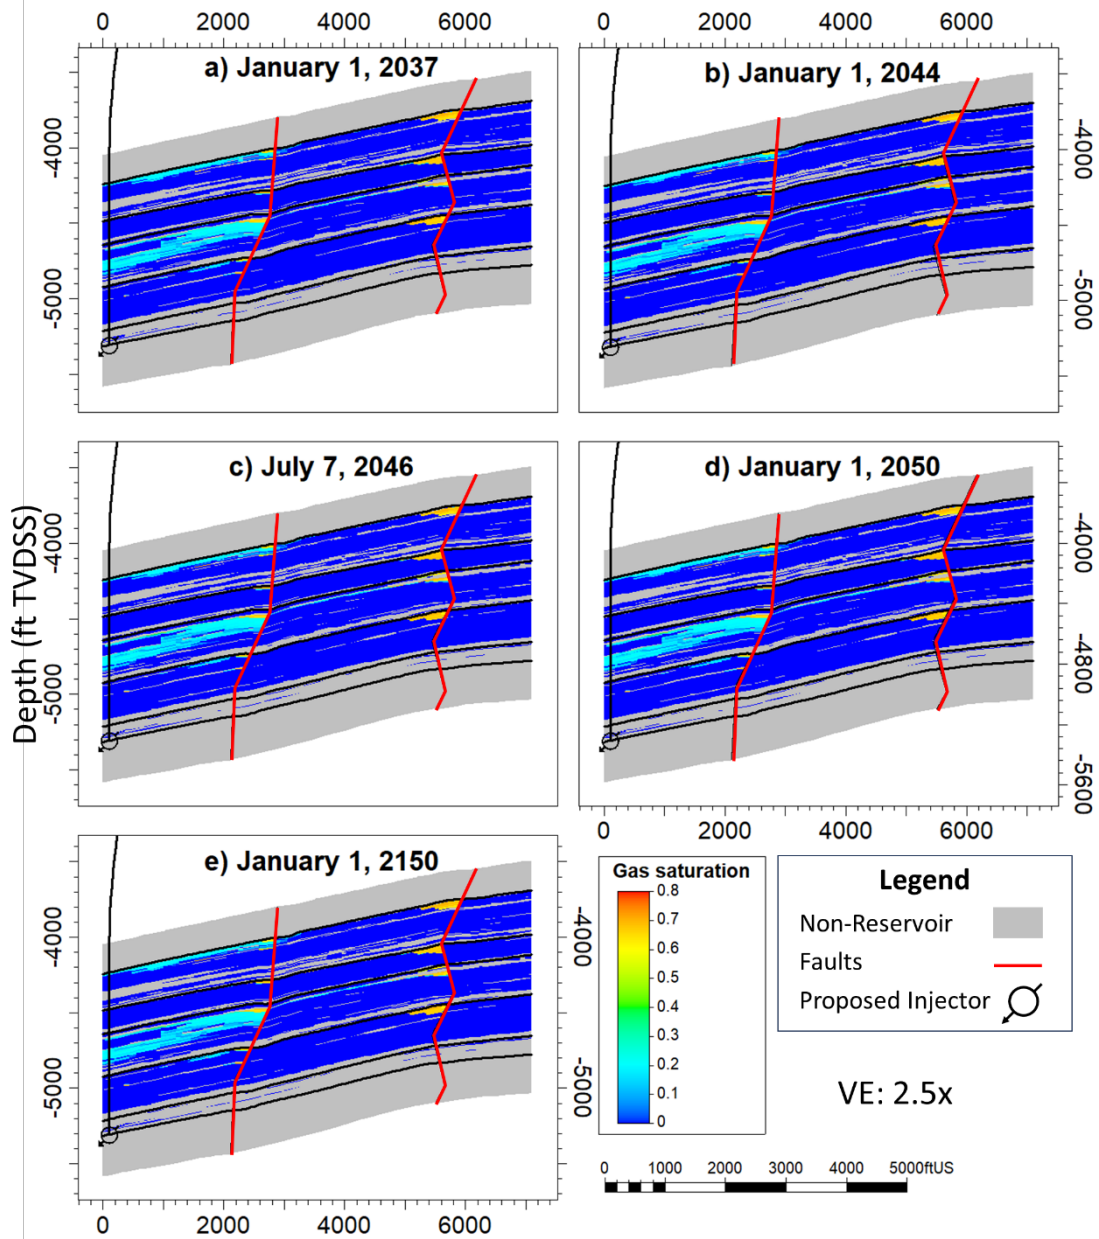 0 2000 4000 6000 0 2000 4000 6000
a) January 1, 2037
b) January 1, 2044
-4000
-5000
-4000
-5000
c) July 7, 2046
d) January 1, 2050
Depth (ft TVDSS)
-4000
-5000
-4000
-4800
-5600
0 2000 4000 6000
e) January 1, 2150
-4000
-5000
-4000
-5000
0 2000 4000 6000
Gas saturation
0.8
0.7
0.6
0.5
0.4
0.3
0.2
0.1
0
Legend
Non-Reservoir
Faults
Proposed Injector
VE: 2.5x
0 1000 2000 3000 4000 5000ftUS